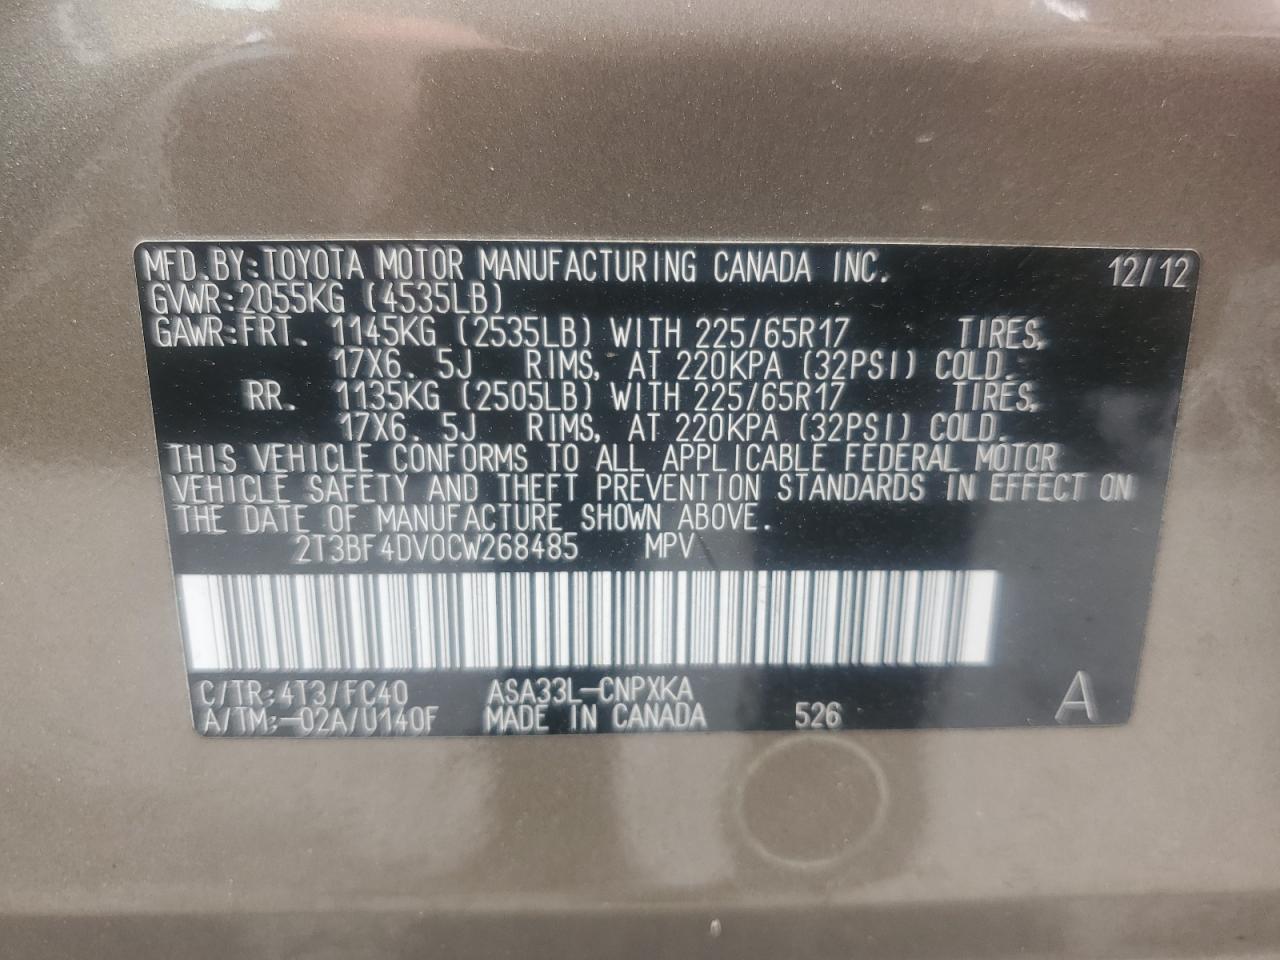 MFD.BY:TOYOTA MOTOR MANUFACTURING CANADA INC. 12/12
GVWR:2055KG (4535LB)
GAWR:FRT. 1145KG (2535LB) WITH 225/65R17 TIRES,
17X6.5J RIMS, AT 220KPA (32PSI) COLD.
RR. 1135KG (2505LB) WITH 225/65R17 TIRES,
17X6.5J RIMS, AT 220KPA (32PSI) COLD.
THIS VEHICLE CONFORMS TO ALL APPLICABLE FEDERAL MOTOR
VEHICLE SAFETY AND THEFT PREVENTION STANDARDS IN EFFECT ON
THE DATE OF MANUFACTURE SHOWN ABOVE.
2T3BF4DV0CW268485 MPV
C/TR:4T3/FC40 ASA33L-CNPXKA
A/TM:-02A/U140F MADE IN CANADA 526 A